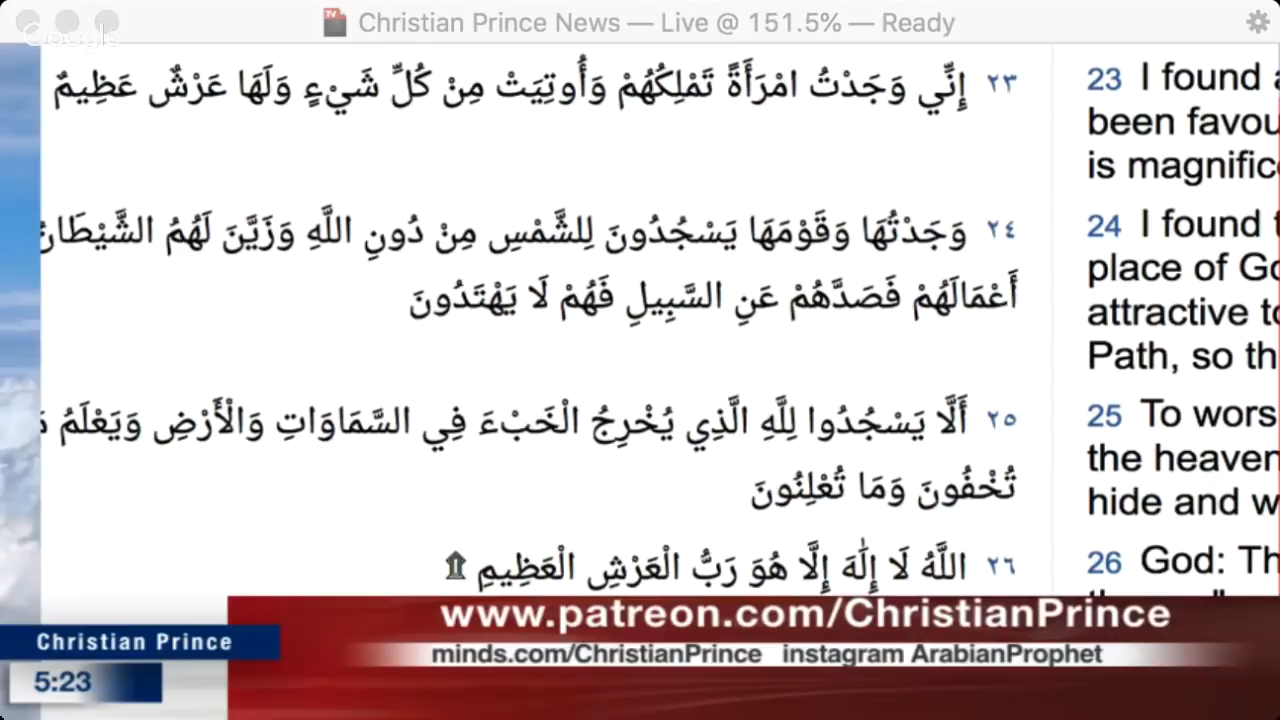 Christian Prince News — Live @ 151.5% — Ready
Google
٢٣ إِنِّي وَجَدْتُ امْرَأَةً تَمْلِكُهُمْ وَأُوتِيَتْ مِنْ كُلِّ شَيْءٍ وَلَهَا عَرْشٌ عَظِيمٌ
٢٤ وَجَدْتُهَا وَقَوْمَهَا يَسْجُدُونَ لِلشَّمْسِ مِنْ دُونِ اللَّهِ وَزَيَّنَ لَهُمُ الشَّيْطَانُ
أَعْمَالَهُمْ فَصَدَّهُمْ عَنِ السَّبِيلِ فَهُمْ لَا يَهْتَدُونَ
٢٥ أَلَّا يَسْجُدُوا لِلَّهِ الَّذِي يُخْرِجُ الْخَبْءَ فِي السَّمَاوَاتِ وَالْأَرْضِ وَيَعْلَمُ
تُخْفُونَ وَمَا تُعْلِنُونَ
٢٦ اللَّهُ لَا إِلَٰهَ إِلَّا هُوَ رَبُّ الْعَرْشِ الْعَظِيمِ ۩
23 I found
been favou
is magnific
24 I found
place of Go
attractive to
Path, so th
25 To wors
the heaven
hide and w
26 God: Th
www.patreon.com/ChristianPrince
Christian Prince
minds.com/ChristianPrince instagram ArabianProphet
5:23